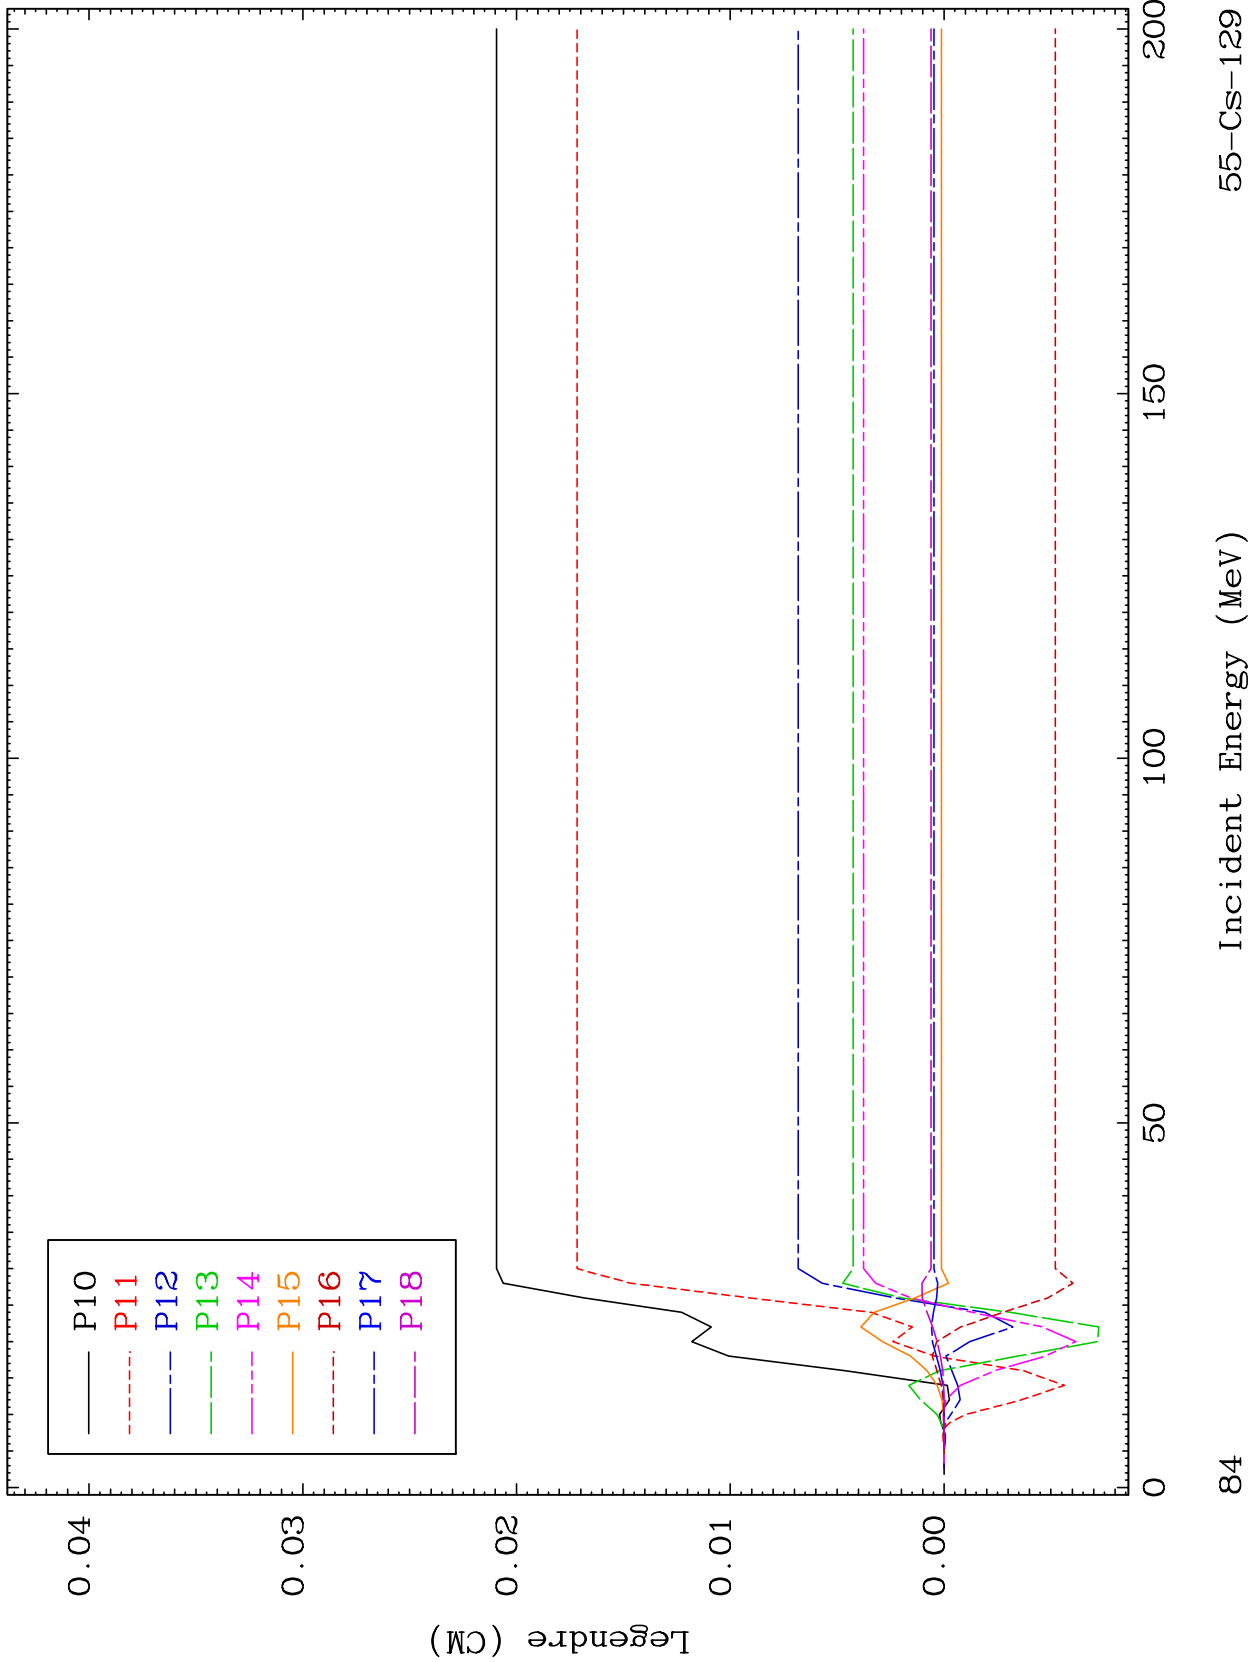 P10
P11
P12
P13
P14
P15
P16
P17
P18
0.04
0.03
0.02
0.01
0.00
Legendre (CM)
0
50
100
150
200
Incident Energy (MeV)
84
55-Cs-129